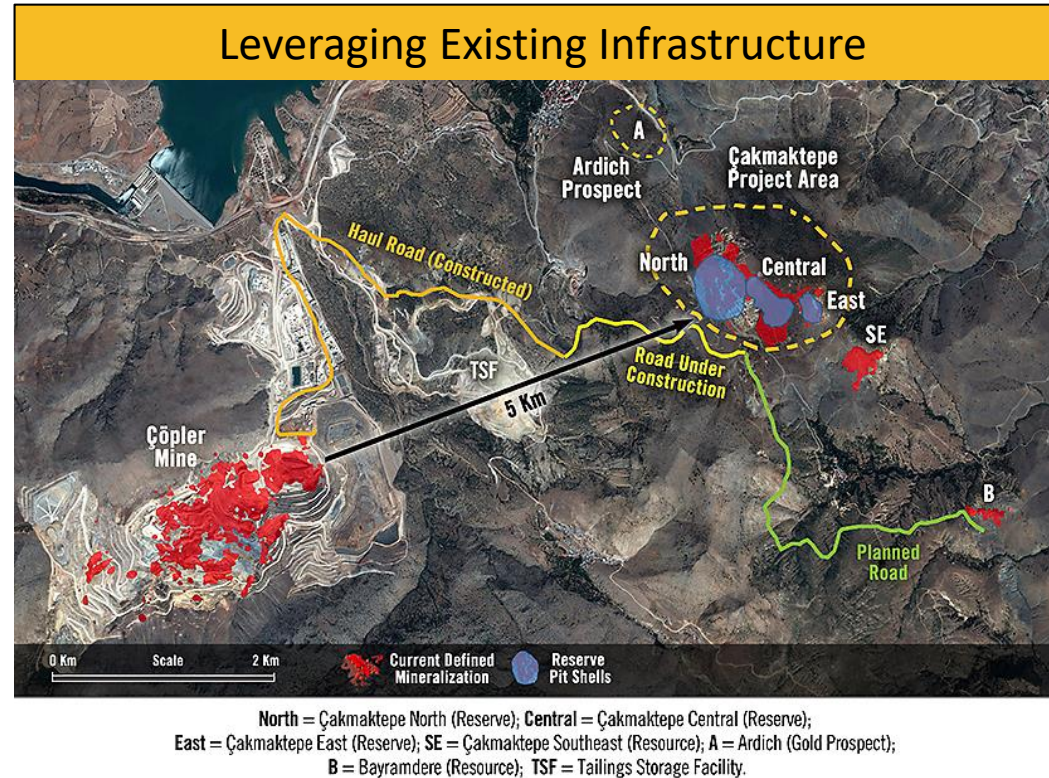 Leveraging Existing Infrastructure
A
Ardich
Prospect
Çakmaktepe
Project Area
Haul Road (Constructed)
North
Central
East
SE
Road Under
Construction
TSF
5 Km
Çöpler
Mine
B
Planned
Road
0 Km Scale 2 Km
Current Defined
Mineralization
Reserve
Pit Shells
North = Çakmaktepe North (Reserve); Central = Çakmaktepe Central (Reserve);
East = Çakmaktepe East (Reserve); SE = Çakmaktepe Southeast (Resource); A = Ardich (Gold Prospect);
B = Bayramdere (Resource); TSF = Tailings Storage Facility.